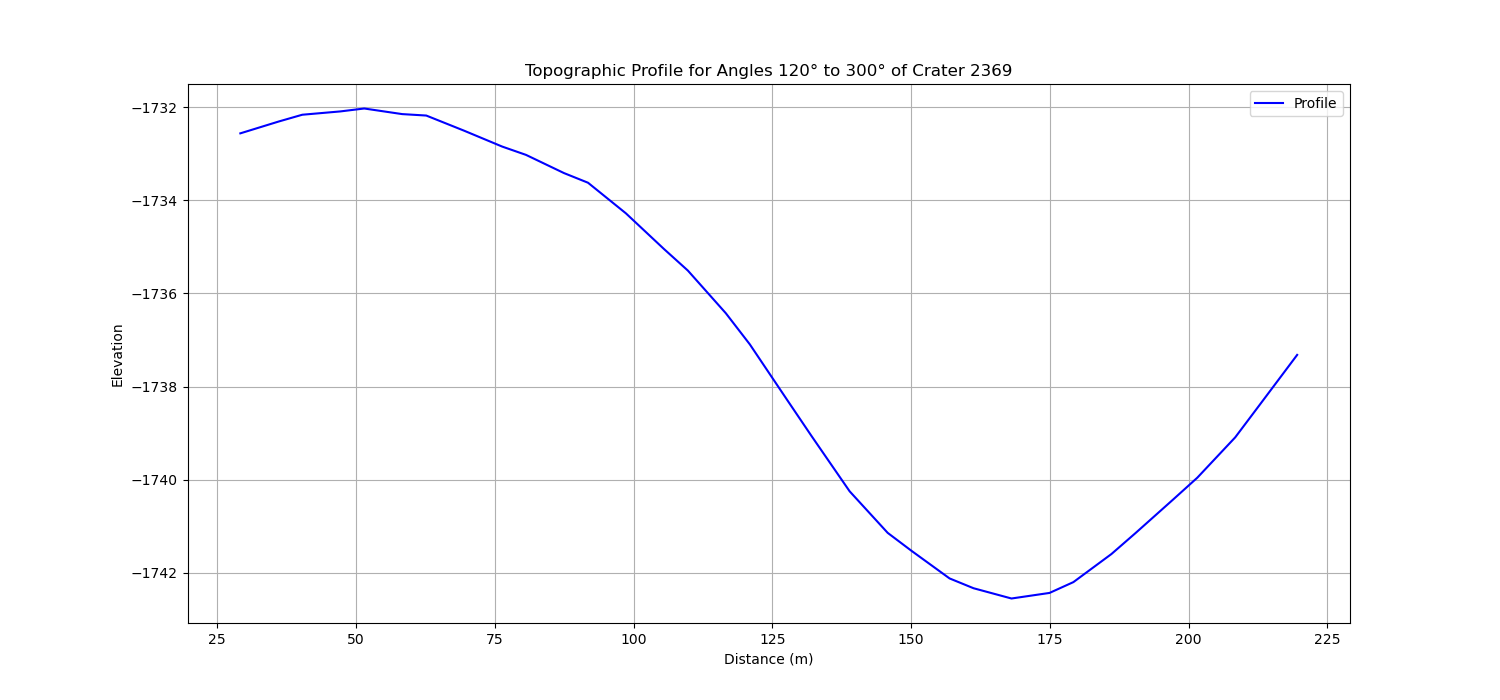 Topographic Profile for Angles 120° to 300° of Crater 2369
Profile
Elevation
−1732
−1734
−1736
−1738
−1740
−1742
25 50 75 100 125 150 175 200 225
Distance (m)